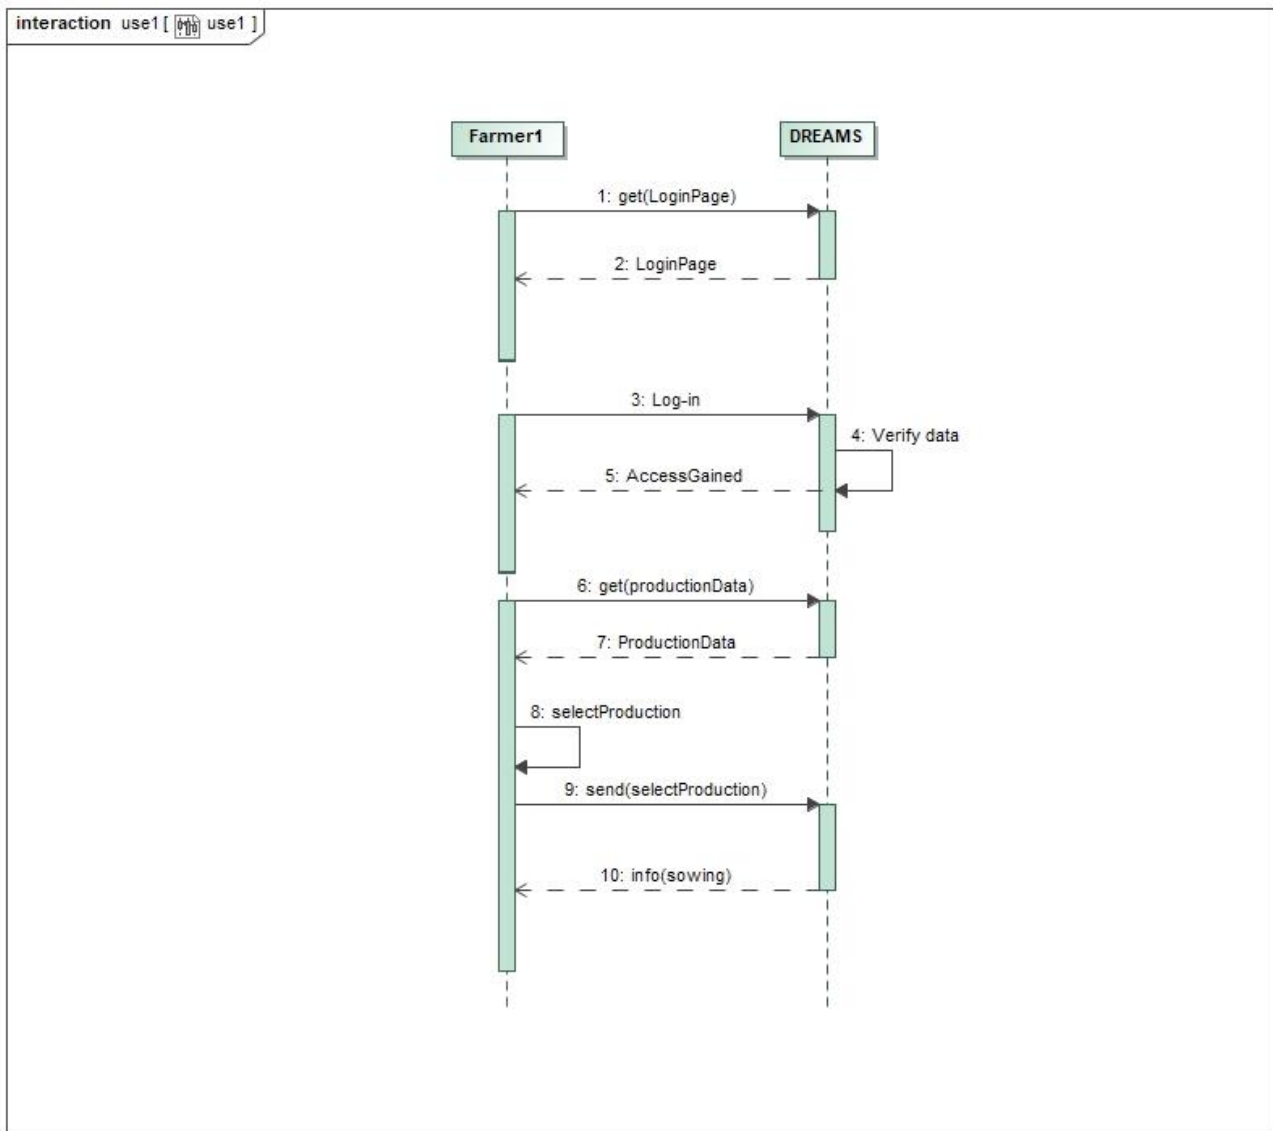 interaction use1 [ use1 ]
Farmer1
DREAMS
1: get(LoginPage)
2: LoginPage
3: Log-in
4: Verify data
5: AccessGained
6: get(productionData)
7: ProductionData
8: selectProduction
9: send(selectProduction)
10: info(sowing)